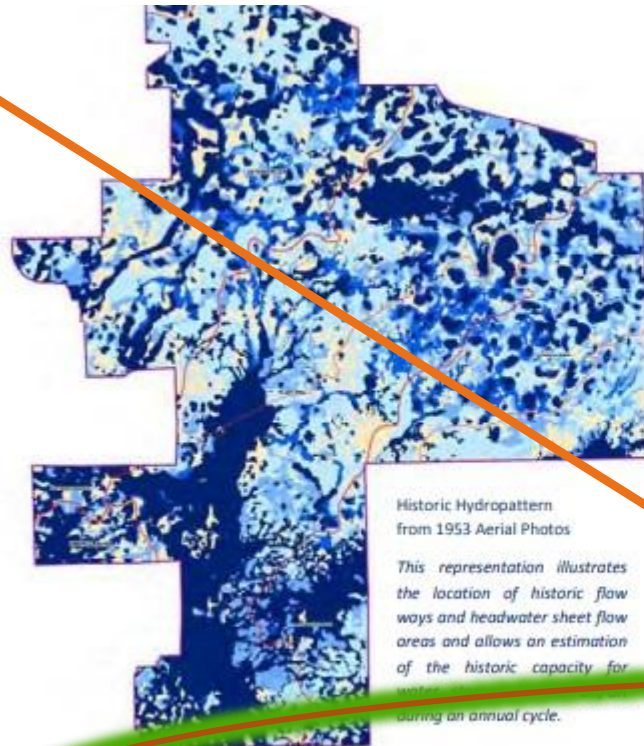 Historic Hydropattern
from 1953 Aerial Photos
This representation illustrates
the location of historic flow
ways and headwater sheet flow
areas and allows an estimation
of the historic capacity for
water
during an annual cycle.